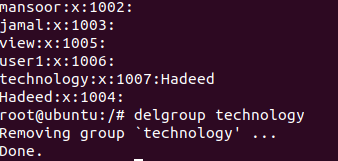 mansoor:x:1002:
jamal:x:1003:
view:x:1005:
user1:x:1006:
technology:x:1007:Hadeed
Hadeed:x:1004:
root@ubuntu:/# delgroup technology
Removing group `technology' ...
Done.